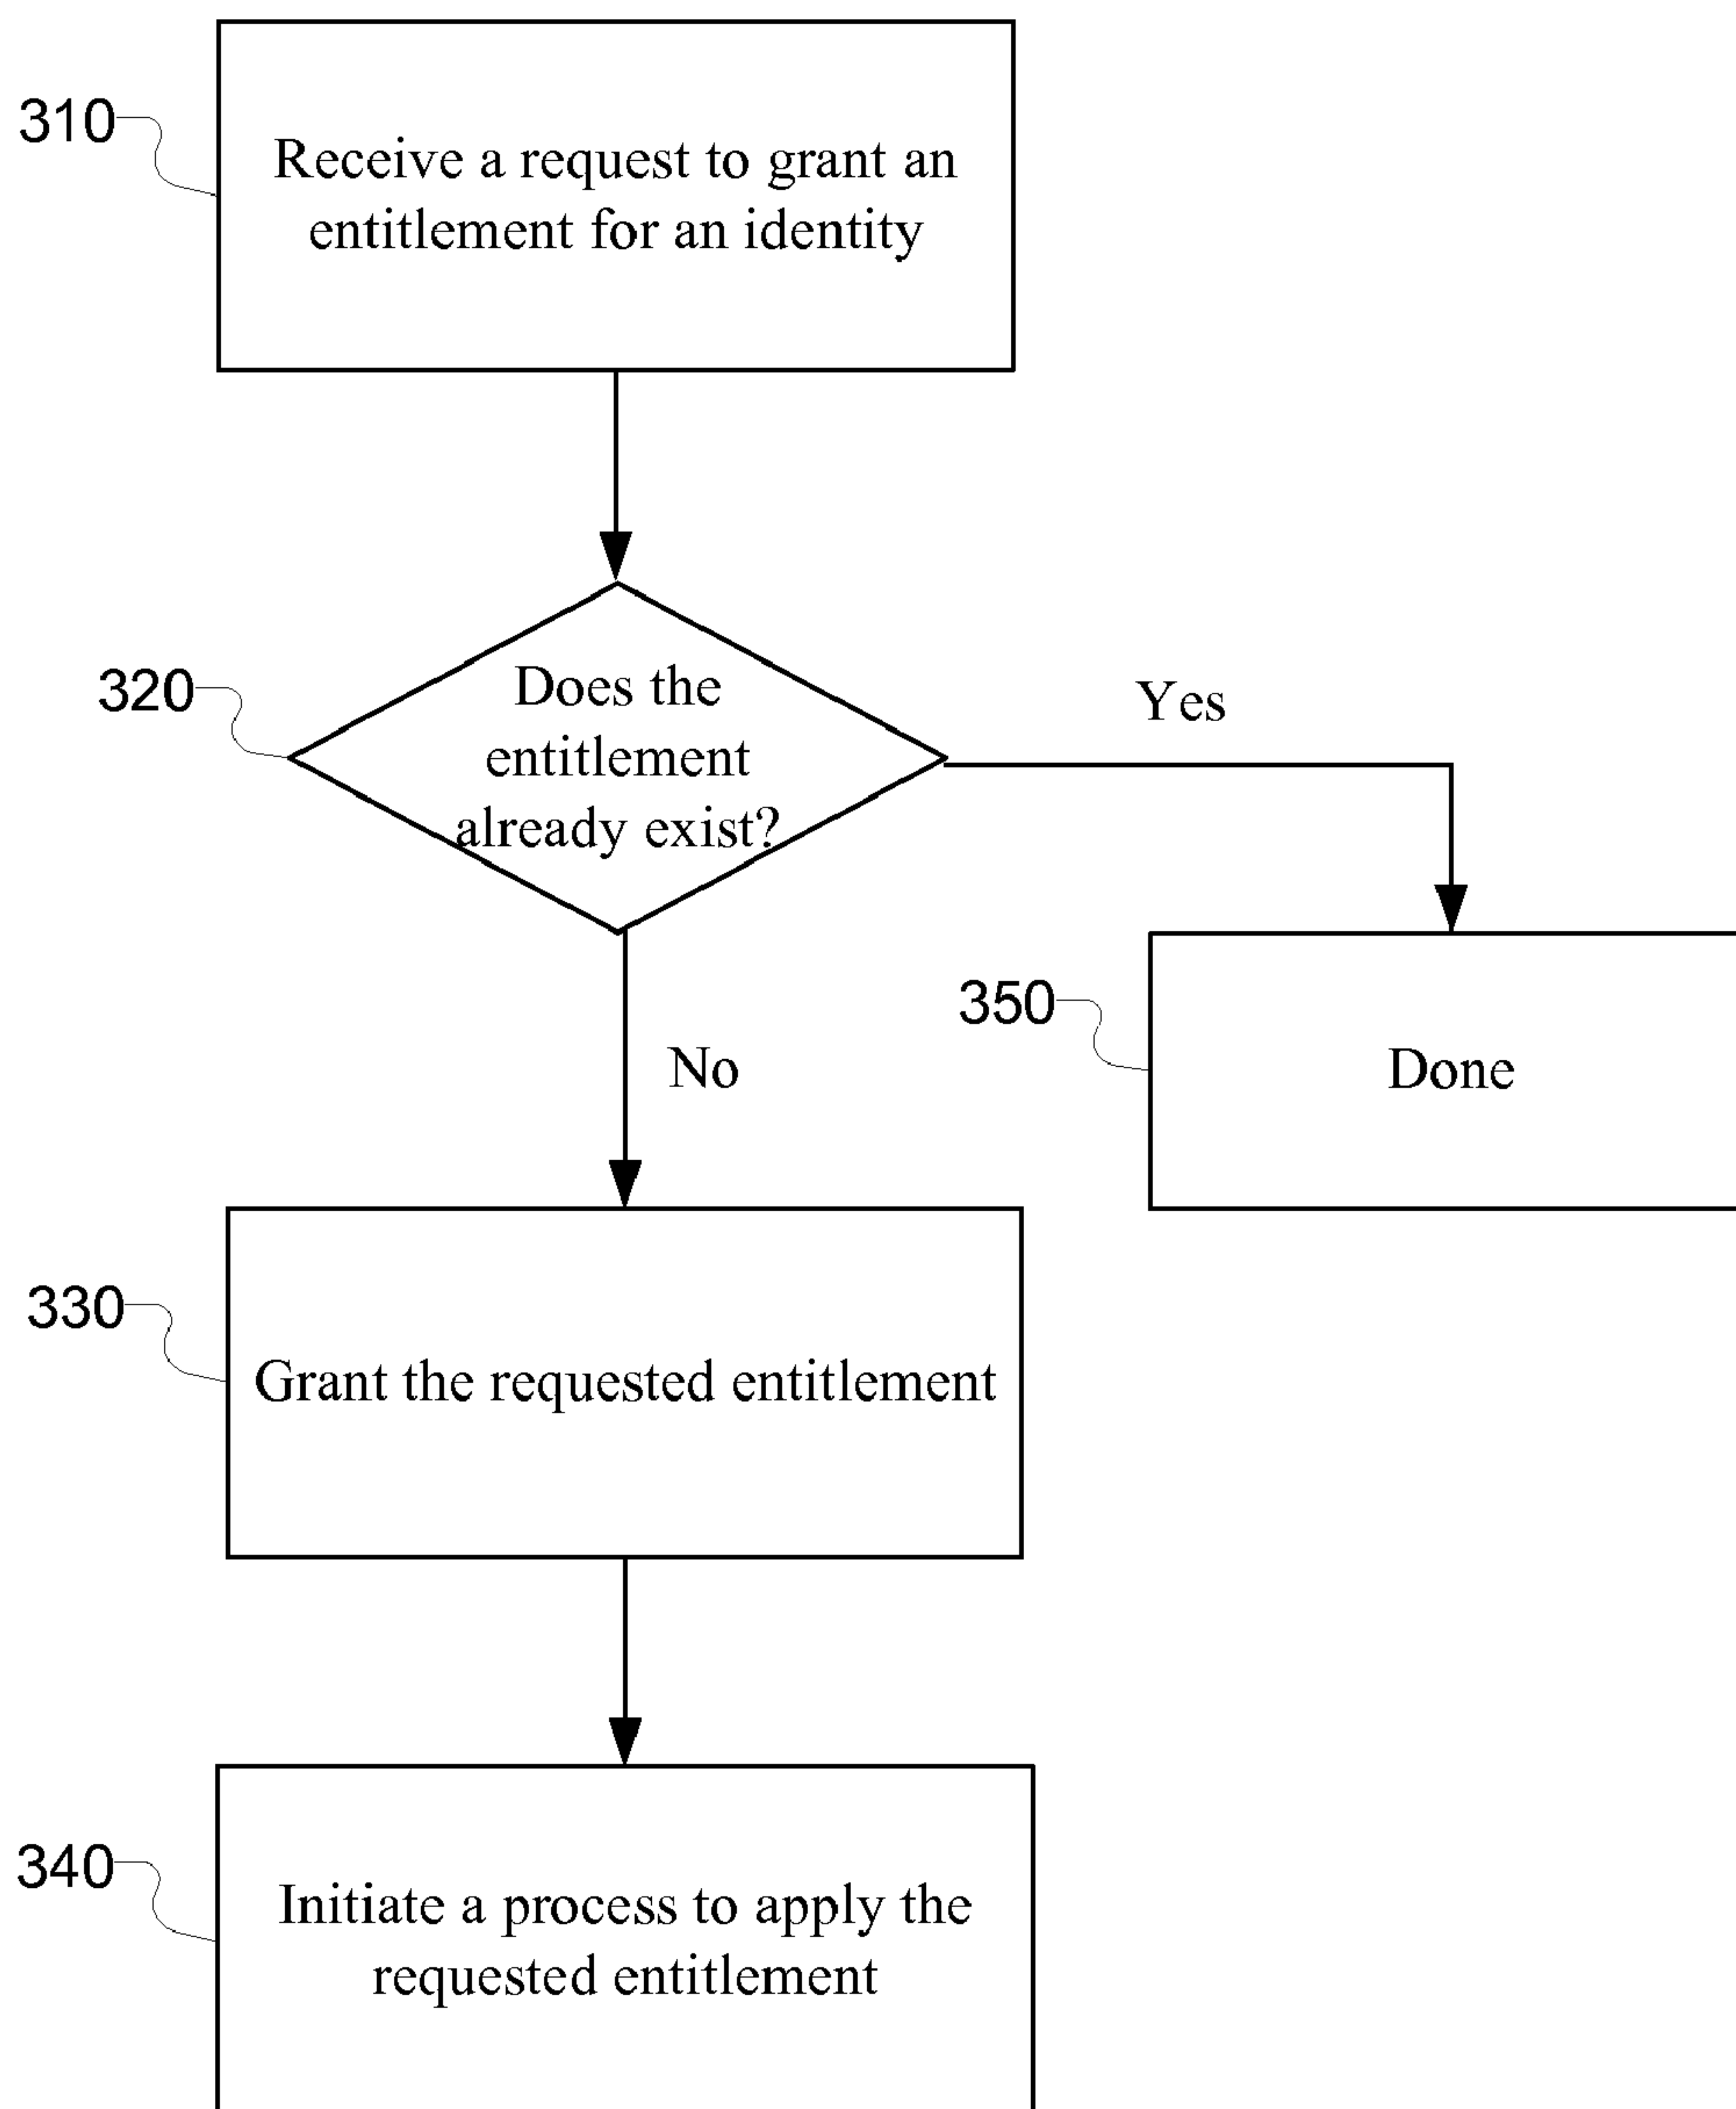 310
Receive a request to grant an
entitlement for an identity
320
Does the
entitlement
already exist?
Yes
No
350
Done
330
Grant the requested entitlement
340
Initiate a process to apply the
requested entitlement